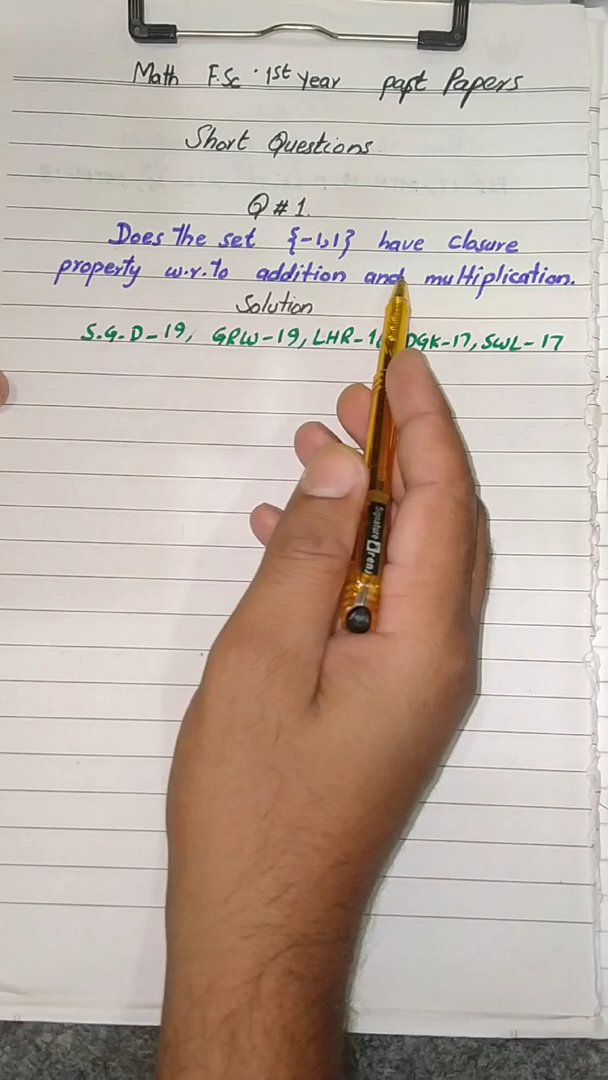 Math F.Sc. 1st year past Papers
Short Questions
Q # 1.
Does the set {-1,1} have closure
property w.r.to addition and multiplication.
Solution
S.G.D-19, GRW-19, LHR-1 DGK-17, SWL-17
Signature